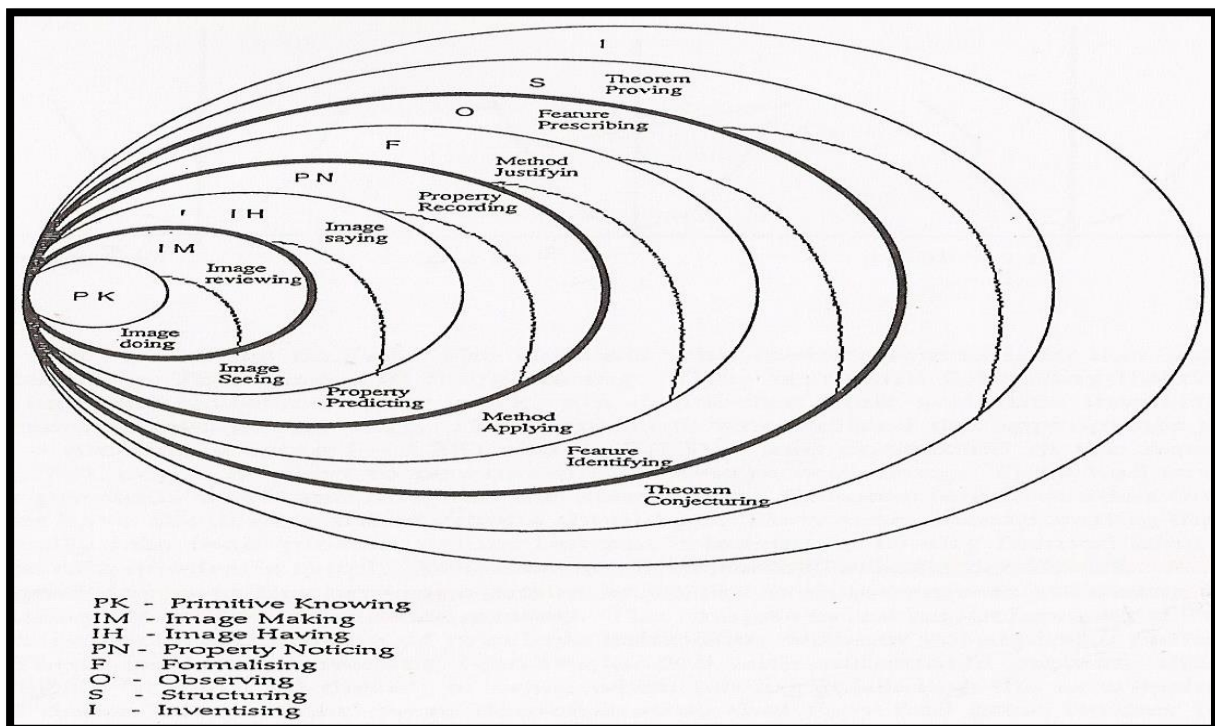 I
S
Theorem
Proving
O
Feature
Prescribing
F
Method
Justifyin
PN
Property
Recording
IH
Image
saying
IM
Image
reviewing
PK
Image
doing
Image
Seeing
Property
Predicting
Method
Applying
Feature
Identifying
Theorem
Conjecturing
PK - Primitive Knowing
IM - Image Making
IH - Image Having
PN - Property Noticing
F - Formalising
O - Observing
S - Structuring
I - Inventising